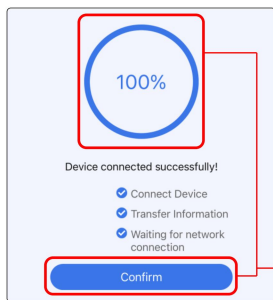 100%
Device connected successfully!
Connect Device
Transfer Information
Waiting for network
connection
Confirm